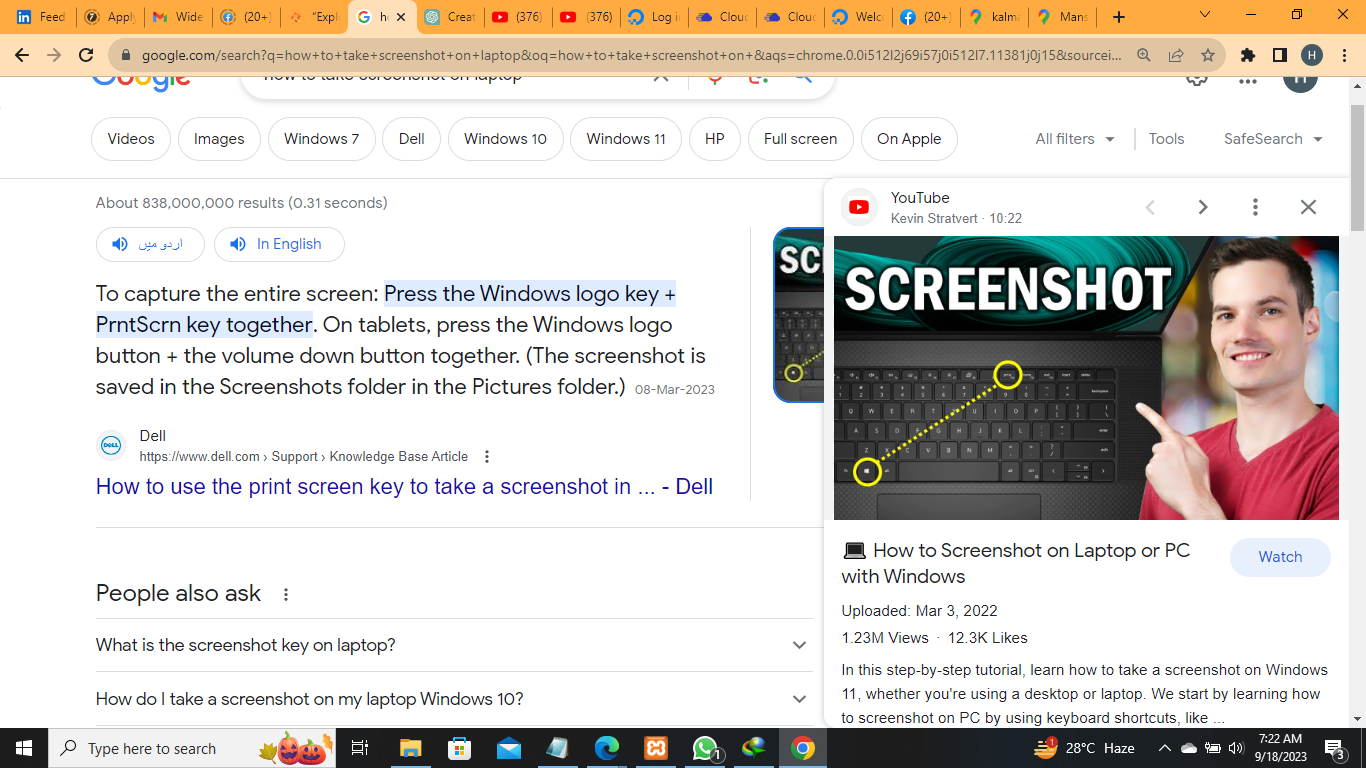 Feed
Apply
Wide
(20+)
"Explo
Creat
(376)
(376)
Log i
Cloud
Cloud
Welc
(20+)
kalma
Mans
google.com/search?q=how+to+take+screenshot+on+laptop&oq=how+to+take+screenshot+on+&aqs=chrome.0.0i512l2j69i57j0i512l7.11381j0j15&sourcei...
H
Google
how to take screenshot on laptop
H
Videos
Images
Windows 7
Dell
Windows 10
Windows 11
HP
Full screen
On Apple
All filters
Tools
SafeSearch
About 838,000,000 results (0.31 seconds)
اردو میں
In English
To capture the entire screen: Press the Windows logo key +
PrntScrn key together. On tablets, press the Windows logo
button + the volume down button together. (The screenshot is
saved in the Screenshots folder in the Pictures folder.) 08-Mar-2023
DELL
Dell
https://www.dell.com › Support › Knowledge Base Article
How to use the print screen key to take a screenshot in ... - Dell
People also ask
What is the screenshot key on laptop?
How do I take a screenshot on my laptop Windows 10?
SC
YouTube
Kevin Stratvert · 10:22
SCREENSHOT
How to Screenshot on Laptop or PC
with Windows
Watch
Uploaded: Mar 3, 2022
1.23M Views · 12.3K Likes
In this step-by-step tutorial, learn how to take a screenshot on Windows
11, whether you're using a desktop or laptop. We start by learning how
to screenshot on PC by using keyboard shortcuts, like ...
Type here to search
1
1
28°C Haze
7:22 AM
9/18/2023
3